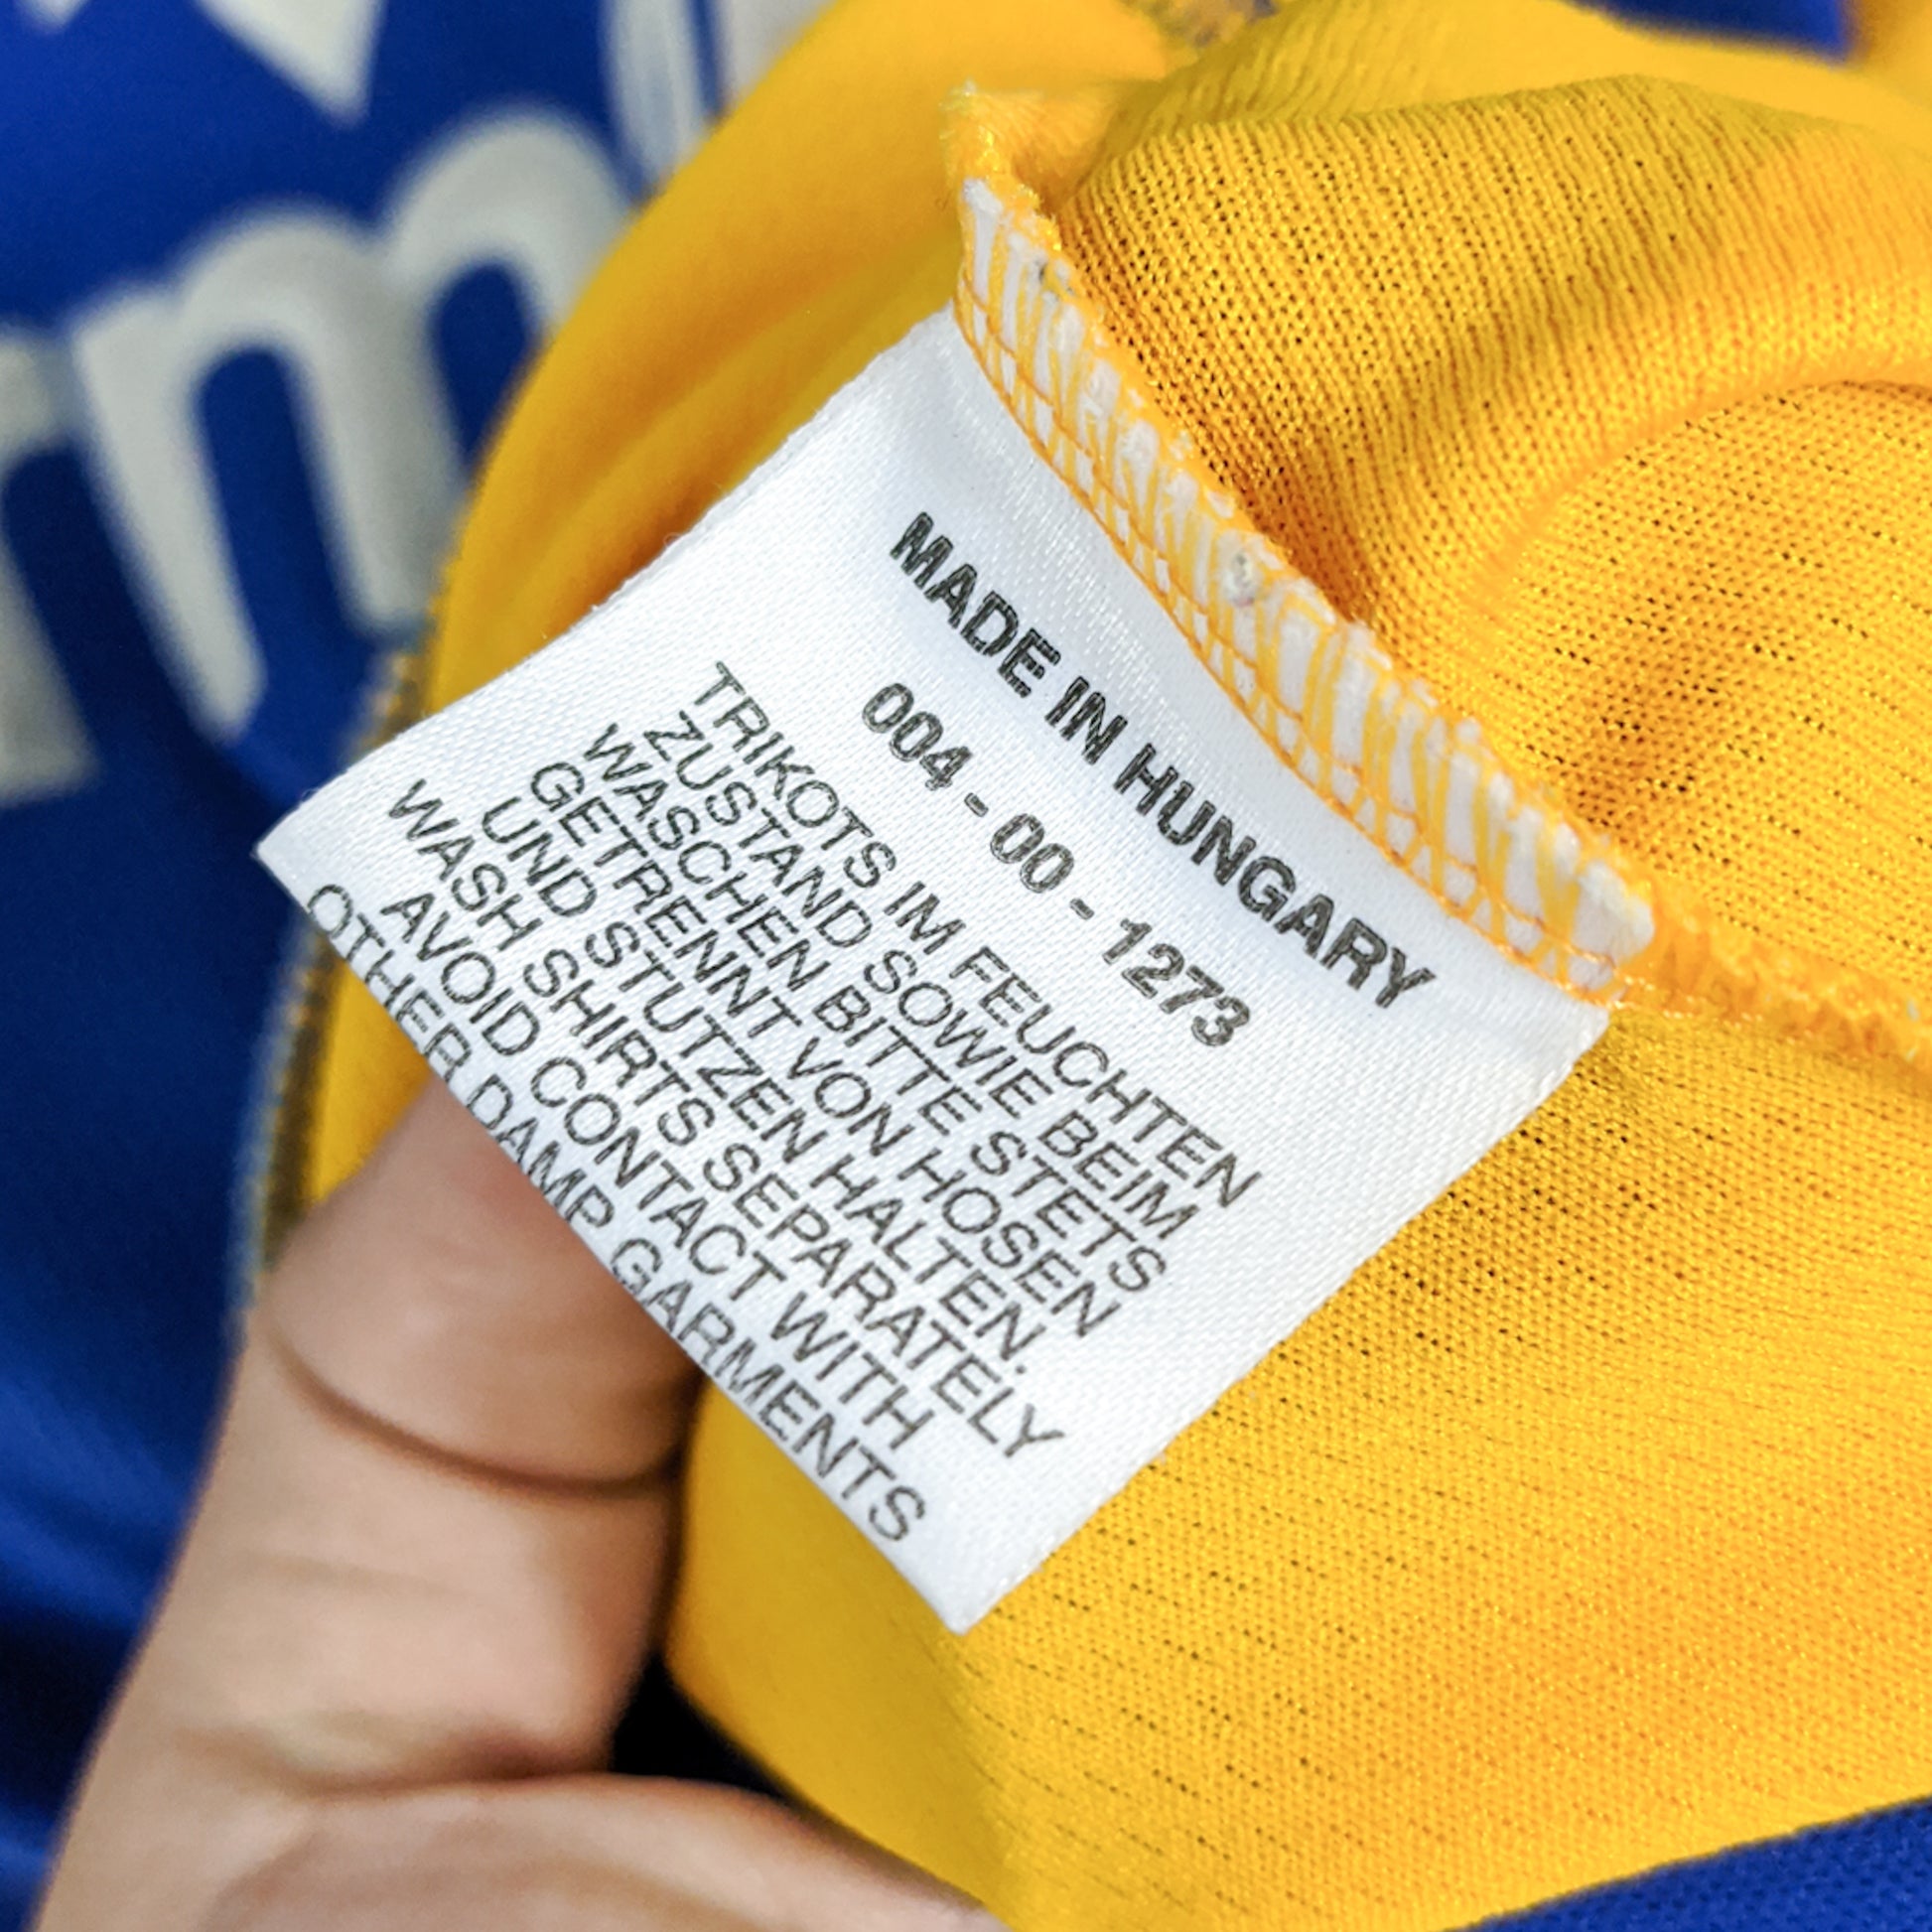 MADE IN HUNGARY
004 - 00 - 1273
TRIKOTS IM FEUCHTEN
ZUSTAND SOWIE BEIM
WASCHEN BITTE STETS
GETRENNT VON HOSEN
UND STUTZEN HALTEN.
WASH SHIRTS SEPARATELY
AVOID CONTACT WITH
OTHER DAMP GARMENTS